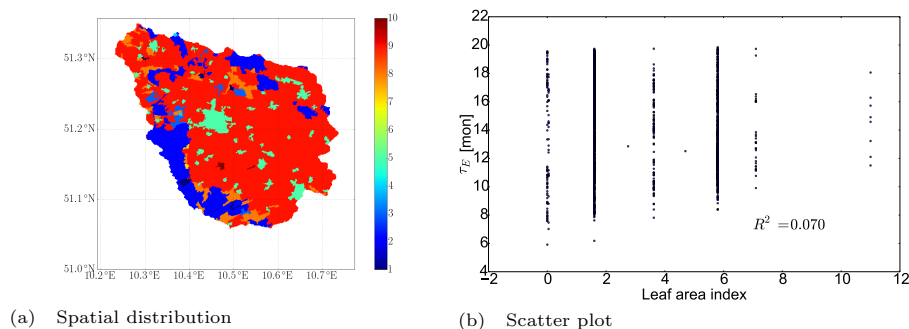 51.3°N
51.2°N
51.1°N
51.0°N
10.2°E 10.3°E 10.4°E 10.5°E 10.6°E 10.7°E
10
9
8
7
6
5
4
3
2
1
(a) Spatial distribution
22
20
18
16
14
12
10
8
6
4
τE [mon]
−2 0 2 4 6 8 10 12
Leaf area index
R² =0.070
(b) Scatter plot